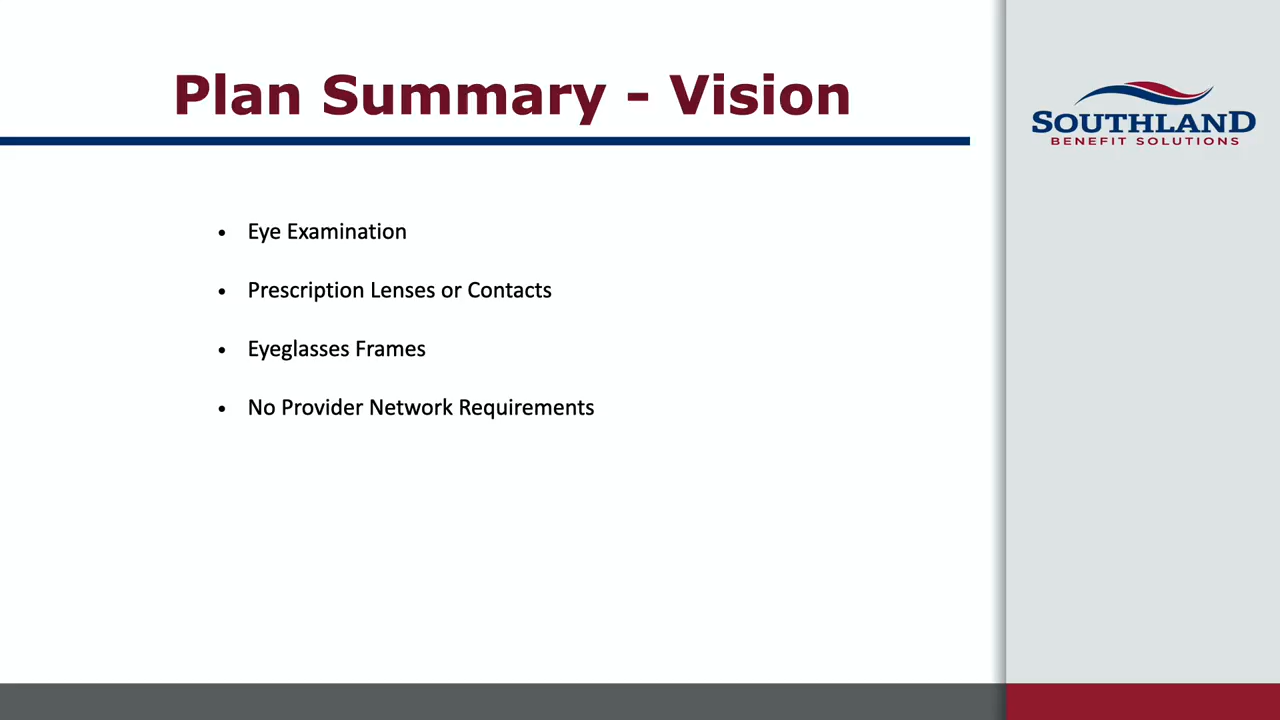 Plan Summary - Vision
SOUTHLAND
BENEFIT SOLUTIONS
• Eye Examination
• Prescription Lenses or Contacts
• Eyeglasses Frames
• No Provider Network Requirements